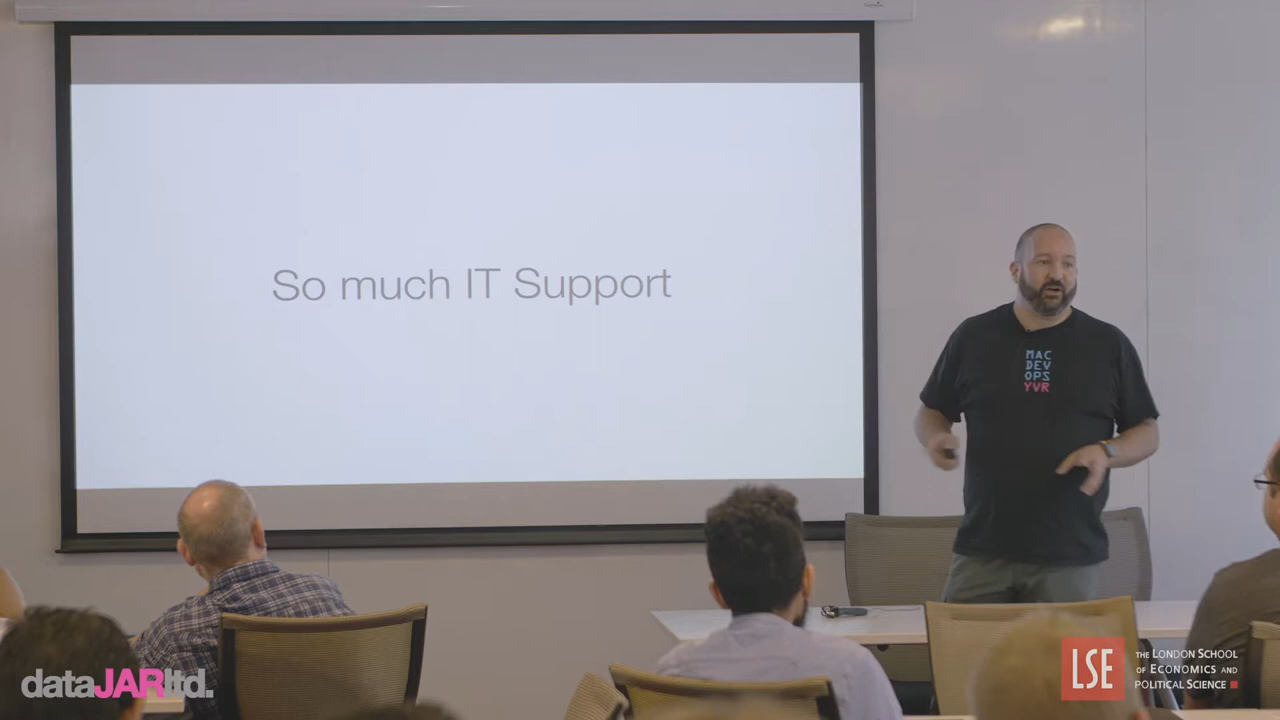 So much IT Support
MAC
DEV
OPS
YVR
dataJARltd.
LSE
THE LONDON SCHOOL
OF ECONOMICS AND
POLITICAL SCIENCE